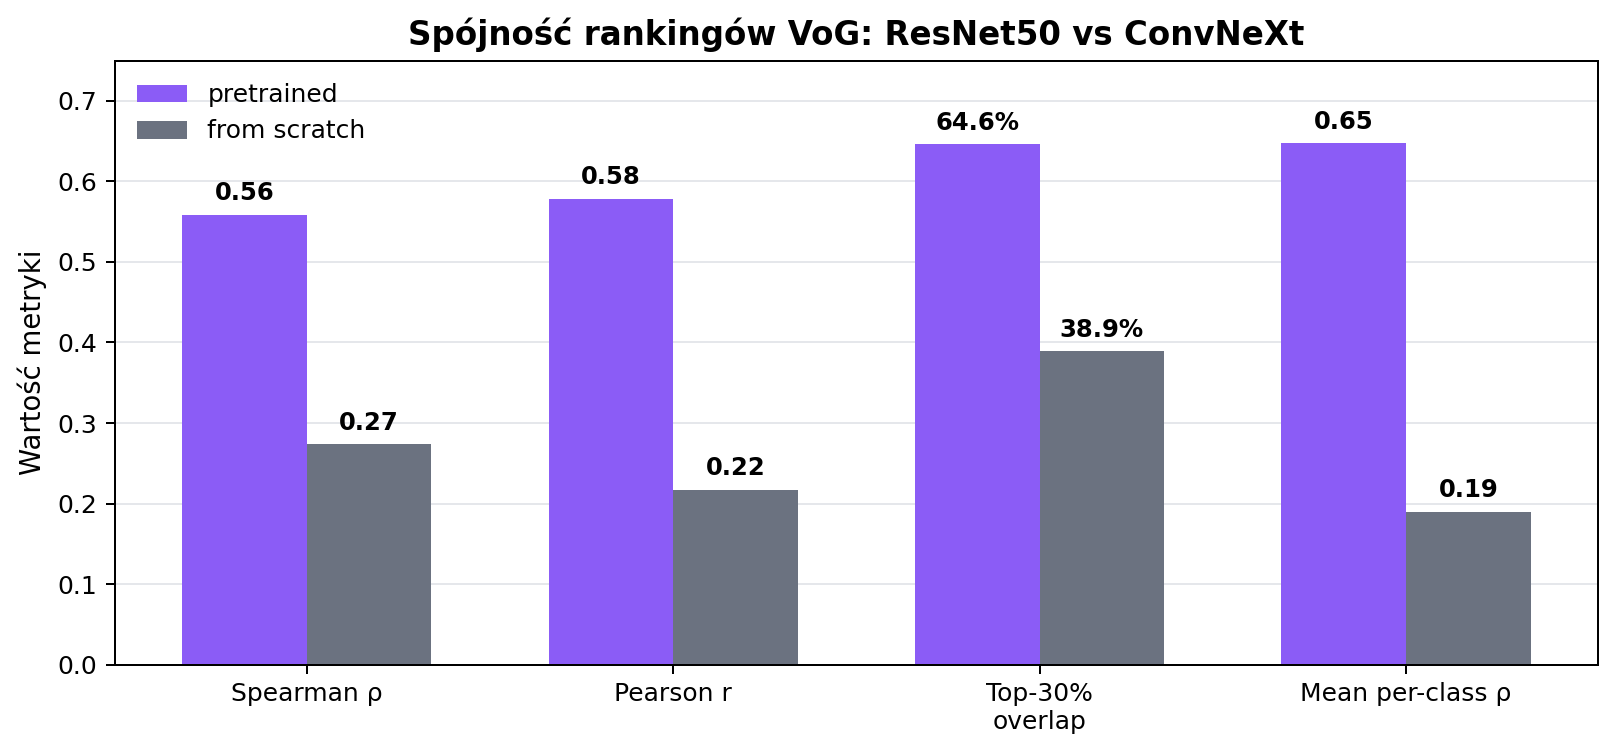 Spójność rankingów VoG: ResNet50 vs ConvNeXt
pretrained
from scratch
Wartość metryki
0.7
0.6
0.5
0.4
0.3
0.2
0.1
0.0
0.56
0.27
0.58
0.22
64.6%
38.9%
0.65
0.19
Spearman ρ
Pearson r
Top-30%
overlap
Mean per-class ρ